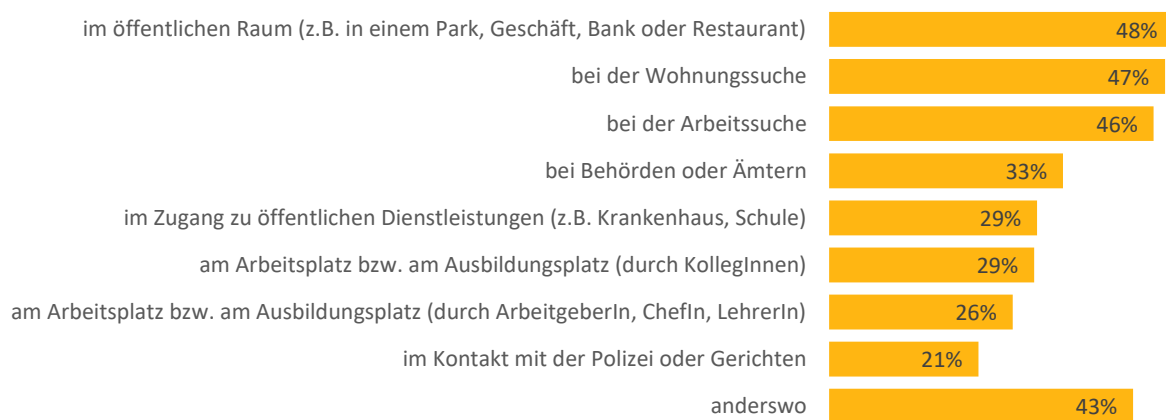 im öffentlichen Raum (z.B. in einem Park, Geschäft, Bank oder Restaurant) 48%
bei der Wohnungssuche 47%
bei der Arbeitssuche 46%
bei Behörden oder Ämtern 33%
im Zugang zu öffentlichen Dienstleistungen (z.B. Krankenhaus, Schule) 29%
am Arbeitsplatz bzw. am Ausbildungsplatz (durch KollegInnen) 29%
am Arbeitsplatz bzw. am Ausbildungsplatz (durch ArbeitgeberIn, ChefIn, LehrerIn) 26%
im Kontakt mit der Polizei oder Gerichten 21%
anderswo 43%